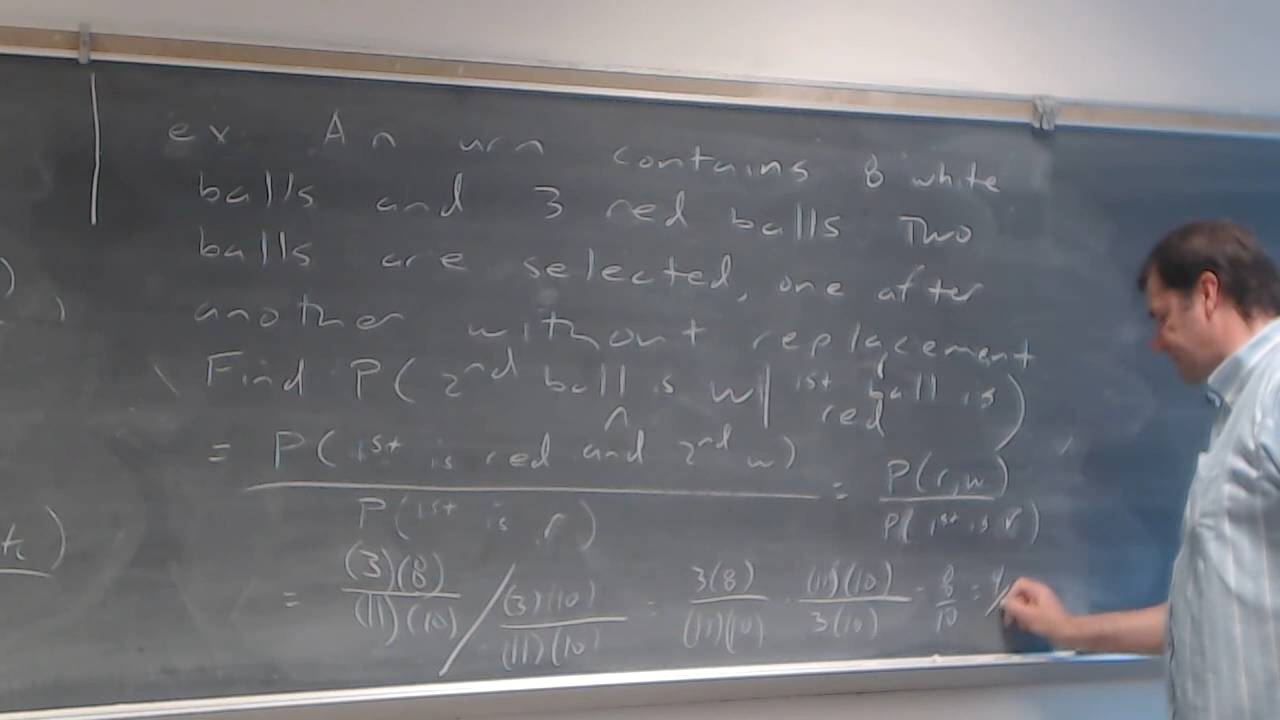 ex. An urn contains 8 white
balls and 3 red balls Two
balls are selected, one after
another without replacement
Find P( 2nd ball is w | 1st ball is red )
= P( 1st is red and 2nd w) / P( 1st is r ) = P(r,w) / P( 1st is r )
= (3)(8) / (11)(10) / (3)(10) / (11)(10) = 3(8) / (11)(10) · (11)(10) / 3(10) = 8/10 = 4/